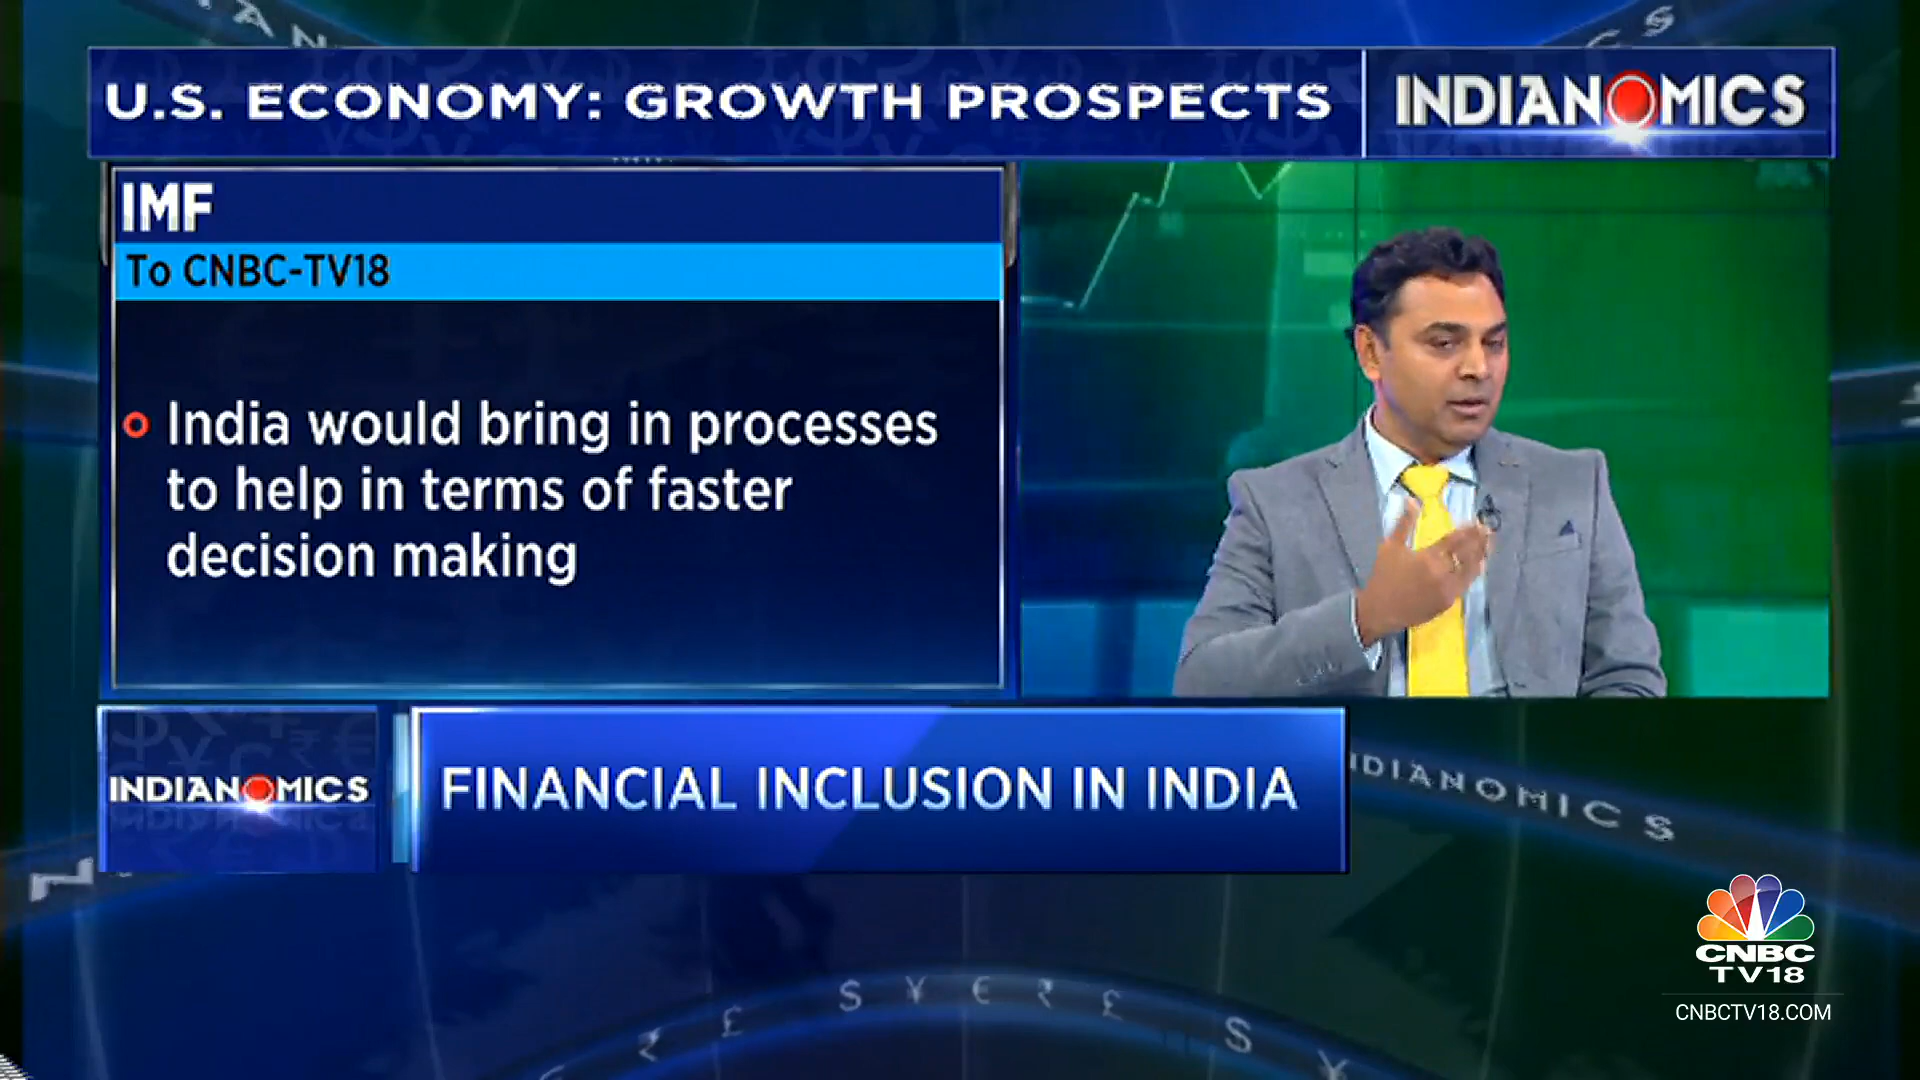 U.S. ECONOMY: GROWTH PROSPECTS
INDIANOMICS
IMF
To CNBC-TV18
India would bring in processes
to help in terms of faster
decision making
INDIANOMICS
FINANCIAL INCLUSION IN INDIA
NDIANOMICS
$ ¥ € ₹ £
CNBC
TV18
CNBCTV18.COM